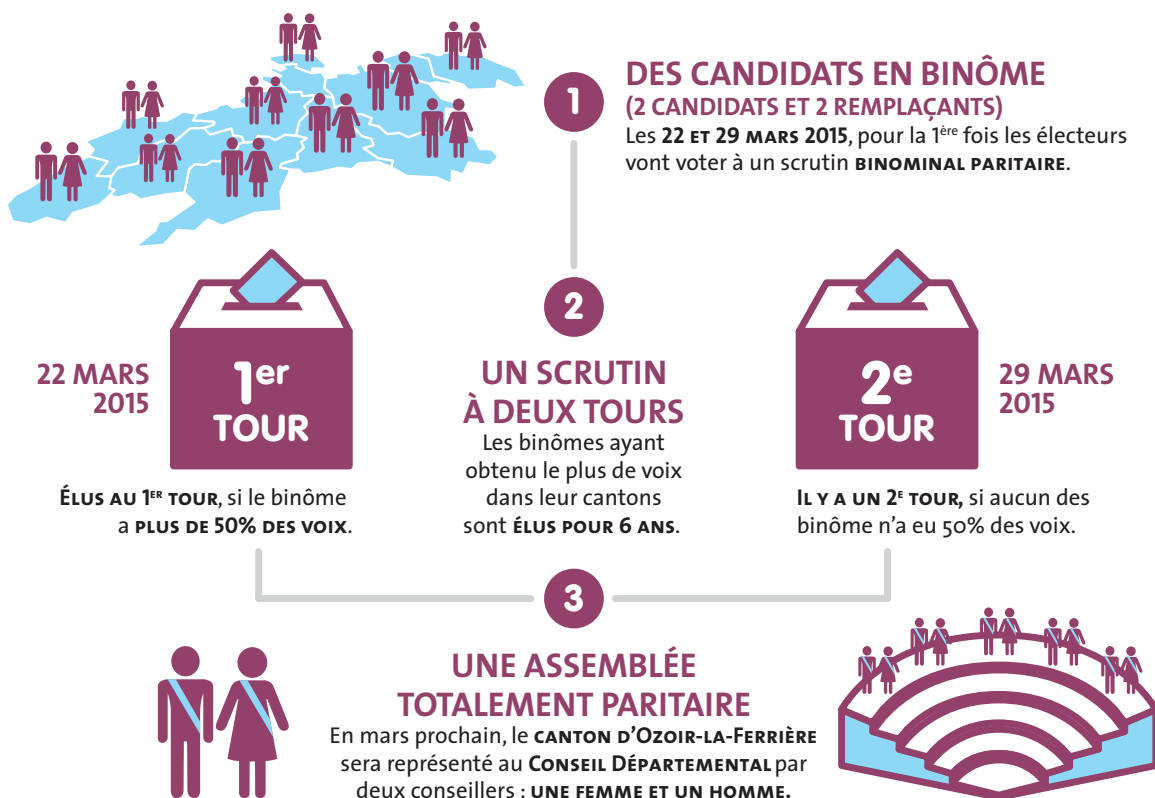 1
DES CANDIDATS EN BINÔME
(2 CANDIDATS ET 2 REMPLAÇANTS)
Les 22 ET 29 MARS 2015, pour la 1ère fois les électeurs
vont voter à un scrutin BINOMINAL PARITAIRE.
2
UN SCRUTIN
À DEUX TOURS
Les binômes ayant
obtenu le plus de voix
dans leur cantons
sont ÉLUS POUR 6 ANS.
22 MARS
2015
1er
TOUR
ÉLUS AU 1ER TOUR, si le binôme
a PLUS DE 50% DES VOIX.
2e
TOUR
29 MARS
2015
IL Y A UN 2E TOUR, si aucun des
binôme n'a eu 50% des voix.
3
UNE ASSEMBLÉE
TOTALEMENT PARITAIRE
En mars prochain, le CANTON D'OZOIR-LA-FERRIÈRE
sera représenté au CONSEIL DÉPARTEMENTAL par
deux conseillers : UNE FEMME ET UN HOMME.